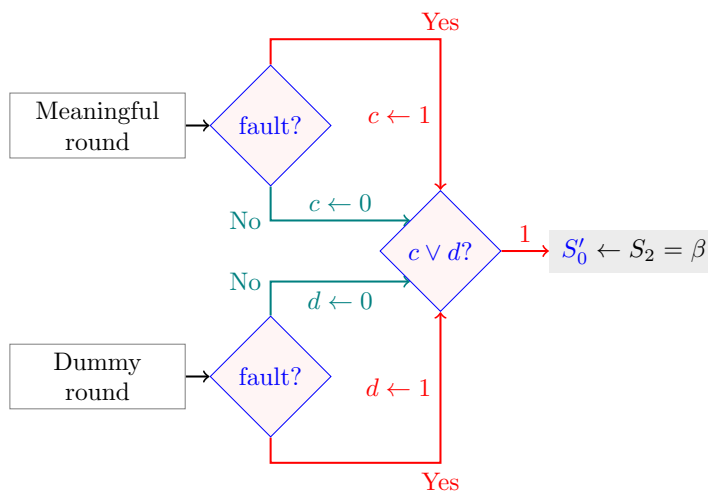 Yes
Meaningful
round
fault?
c ← 1
No
c ← 0
c ∨ d?
1
S′₀ ← S₂ = β
No
d ← 0
Dummy
round
fault?
d ← 1
Yes